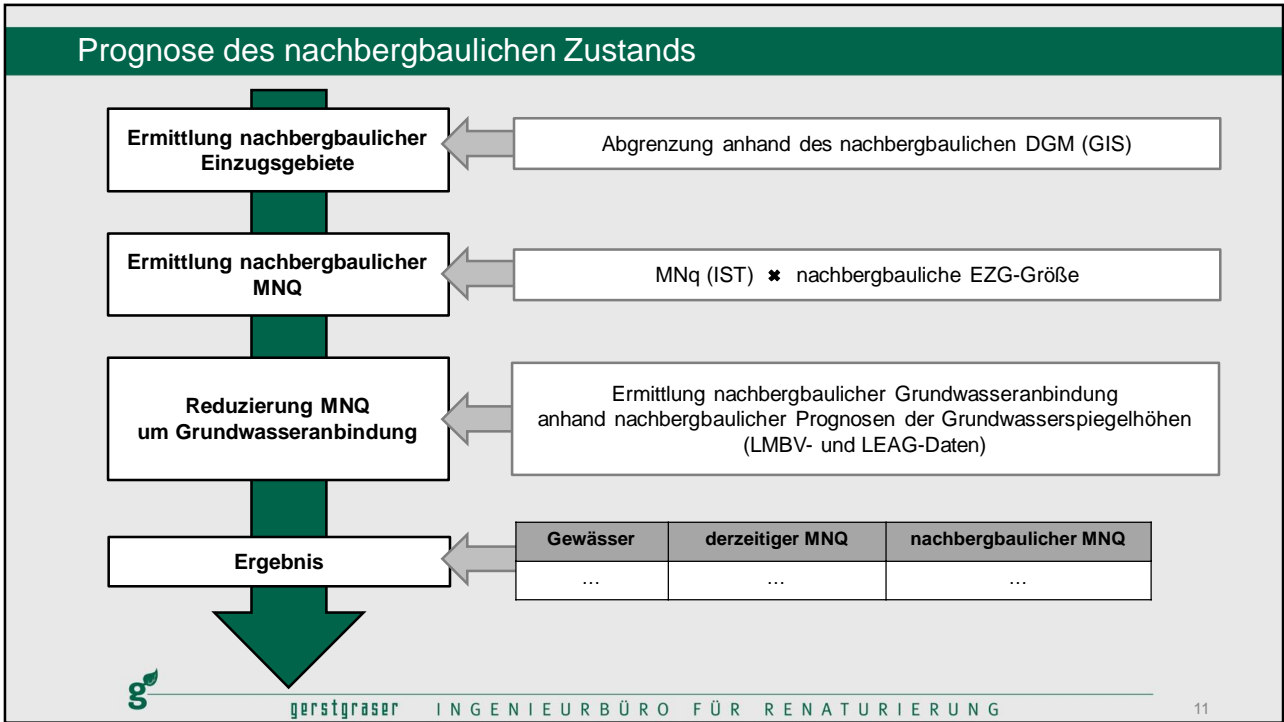 Prognose des nachbergbaulichen Zustands
Ermittlung nachbergbaulicher
Einzugsgebiete
Abgrenzung anhand des nachbergbaulichen DGM (GIS)
Ermittlung nachbergbaulicher
MNQ
MNq (IST) ✖ nachbergbauliche EZG-Größe
Reduzierung MNQ
um Grundwasseranbindung
Ermittlung nachbergbaulicher Grundwasseranbindung
anhand nachbergbaulicher Prognosen der Grundwasserspiegelhöhen
(LMBV- und LEAG-Daten)
Ergebnis
Gewässer derzeitiger MNQ nachbergbaulicher MNQ
… … …
g
gerstgraser INGENIEURBÜRO FÜR RENATURIERUNG
11